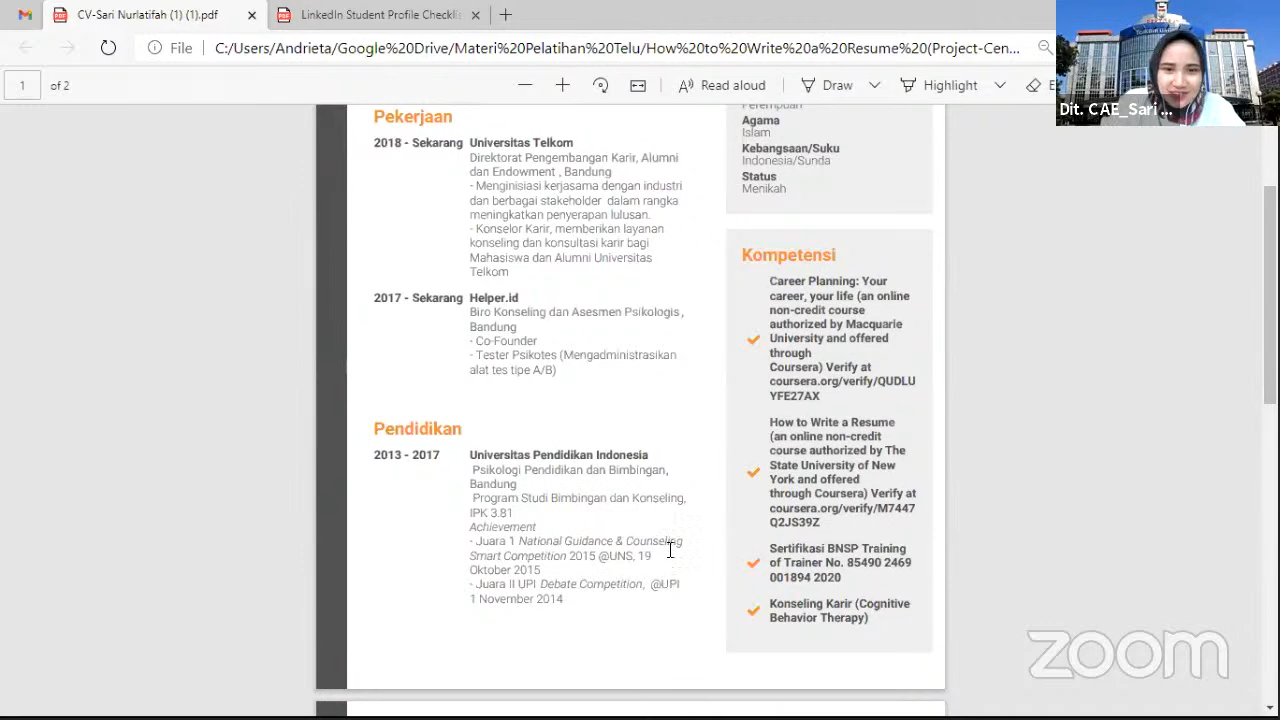 CV-Sari Nurlatifah (1) (1).pdf
LinkedIn Student Profile Checkli
File
C:/Users/Andrieta/Google%20Drive/Materi%20Pelatihan%20Telu/How%20to%20Write%20a%20Resume%20(Project-Cen...
1
of 2
Read aloud
Draw
Highlight
E
Dit. CAE_Sari ...
Pekerjaan
2018 - Sekarang Universitas Telkom
Direktorat Pengembangan Karir, Alumni
dan Endowment , Bandung
- Menginisiasi kerjasama dengan industri
dan berbagai stakeholder dalam rangka
meningkatkan penyerapan lulusan.
- Konselor Karir, memberikan layanan
konseling dan konsultasi karir bagi
Mahasiswa dan Alumni Universitas
Telkom
2017 - Sekarang Helper.id
Biro Konseling dan Asesmen Psikologis ,
Bandung
- Co-Founder
- Tester Psikotes (Mengadministrasikan
alat tes tipe A/B)
Pendidikan
2013 - 2017 Universitas Pendidikan Indonesia
Psikologi Pendidikan dan Bimbingan,
Bandung
Program Studi Bimbingan dan Konseling,
IPK 3.81
Achievement
- Juara 1 National Guidance & Counseling
Smart Competition 2015 @UNS, 19
Oktober 2015
- Juara II UPI Debate Competition, @UPI
1 November 2014
Perempuan
Agama
Islam
Kebangsaan/Suku
Indonesia/Sunda
Status
Menikah
Kompetensi
Career Planning: Your
career, your life (an online
non-credit course
authorized by Macquarie
University and offered
through
Coursera) Verify at
coursera.org/verify/QUDLU
YFE27AX
How to Write a Resume
(an online non-credit
course authorized by The
State University of New
York and offered
through Coursera) Verify at
coursera.org/verify/M7447
Q2JS39Z
Sertifikasi BNSP Training
of Trainer No. 85490 2469
001894 2020
Konseling Karir (Cognitive
Behavior Therapy)
zoom